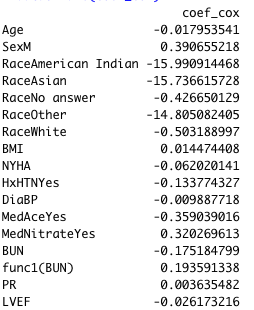 coef_cox
Age -0.017953541
SexM 0.390655218
RaceAmerican Indian -15.990914468
RaceAsian -15.736615728
RaceNo answer -0.426650129
RaceOther -14.805082405
RaceWhite -0.503188997
BMI 0.014474408
NYHA -0.062020141
HxHTNYes -0.133774327
DiaBP -0.009887718
MedAceYes -0.359039016
MedNitrateYes 0.320269613
BUN -0.175184799
func1(BUN) 0.193591338
PR 0.003635482
LVEF -0.026173216